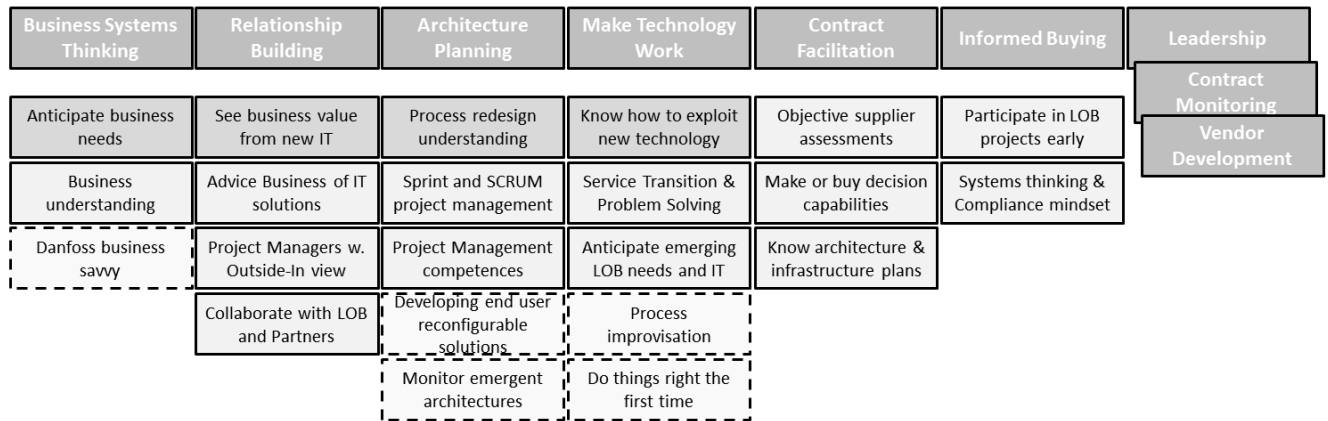 Business Systems
Thinking
Relationship
Building
Architecture
Planning
Make Technology
Work
Contract
Facilitation
Informed Buying
Leadership
Contract
Monitoring
Vendor
Development
Anticipate business
needs
See business value
from new IT
Process redesign
understanding
Know how to exploit
new technology
Objective supplier
assessments
Participate in LOB
projects early
Business
understanding
Advice Business of IT
solutions
Sprint and SCRUM
project management
Service Transition &
Problem Solving
Make or buy decision
capabilities
Systems thinking &
Compliance mindset
Danfoss business
savvy
Project Managers w.
Outside-In view
Project Management
competences
Anticipate emerging
LOB needs and IT
Know architecture &
infrastructure plans
Collaborate with LOB
and Partners
Developing end user
reconfigurable
solutions
Process
improvisation
Monitor emergent
architectures
Do things right the
first time